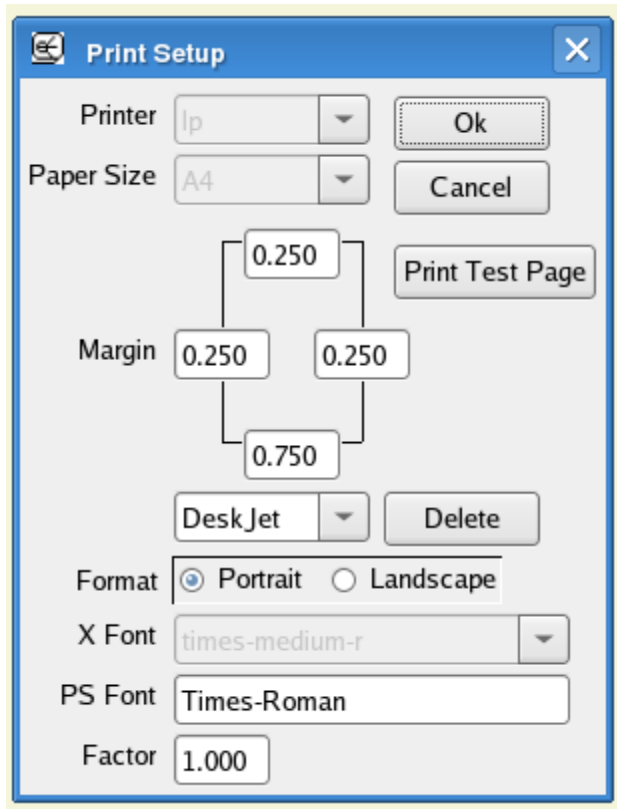 Print Setup
Printer lp Ok
Paper Size A4 Cancel
0.250 Print Test Page
Margin 0.250 0.250
0.750
DeskJet Delete
Format Portrait Landscape
X Font times-medium-r
PS Font Times-Roman
Factor 1.000